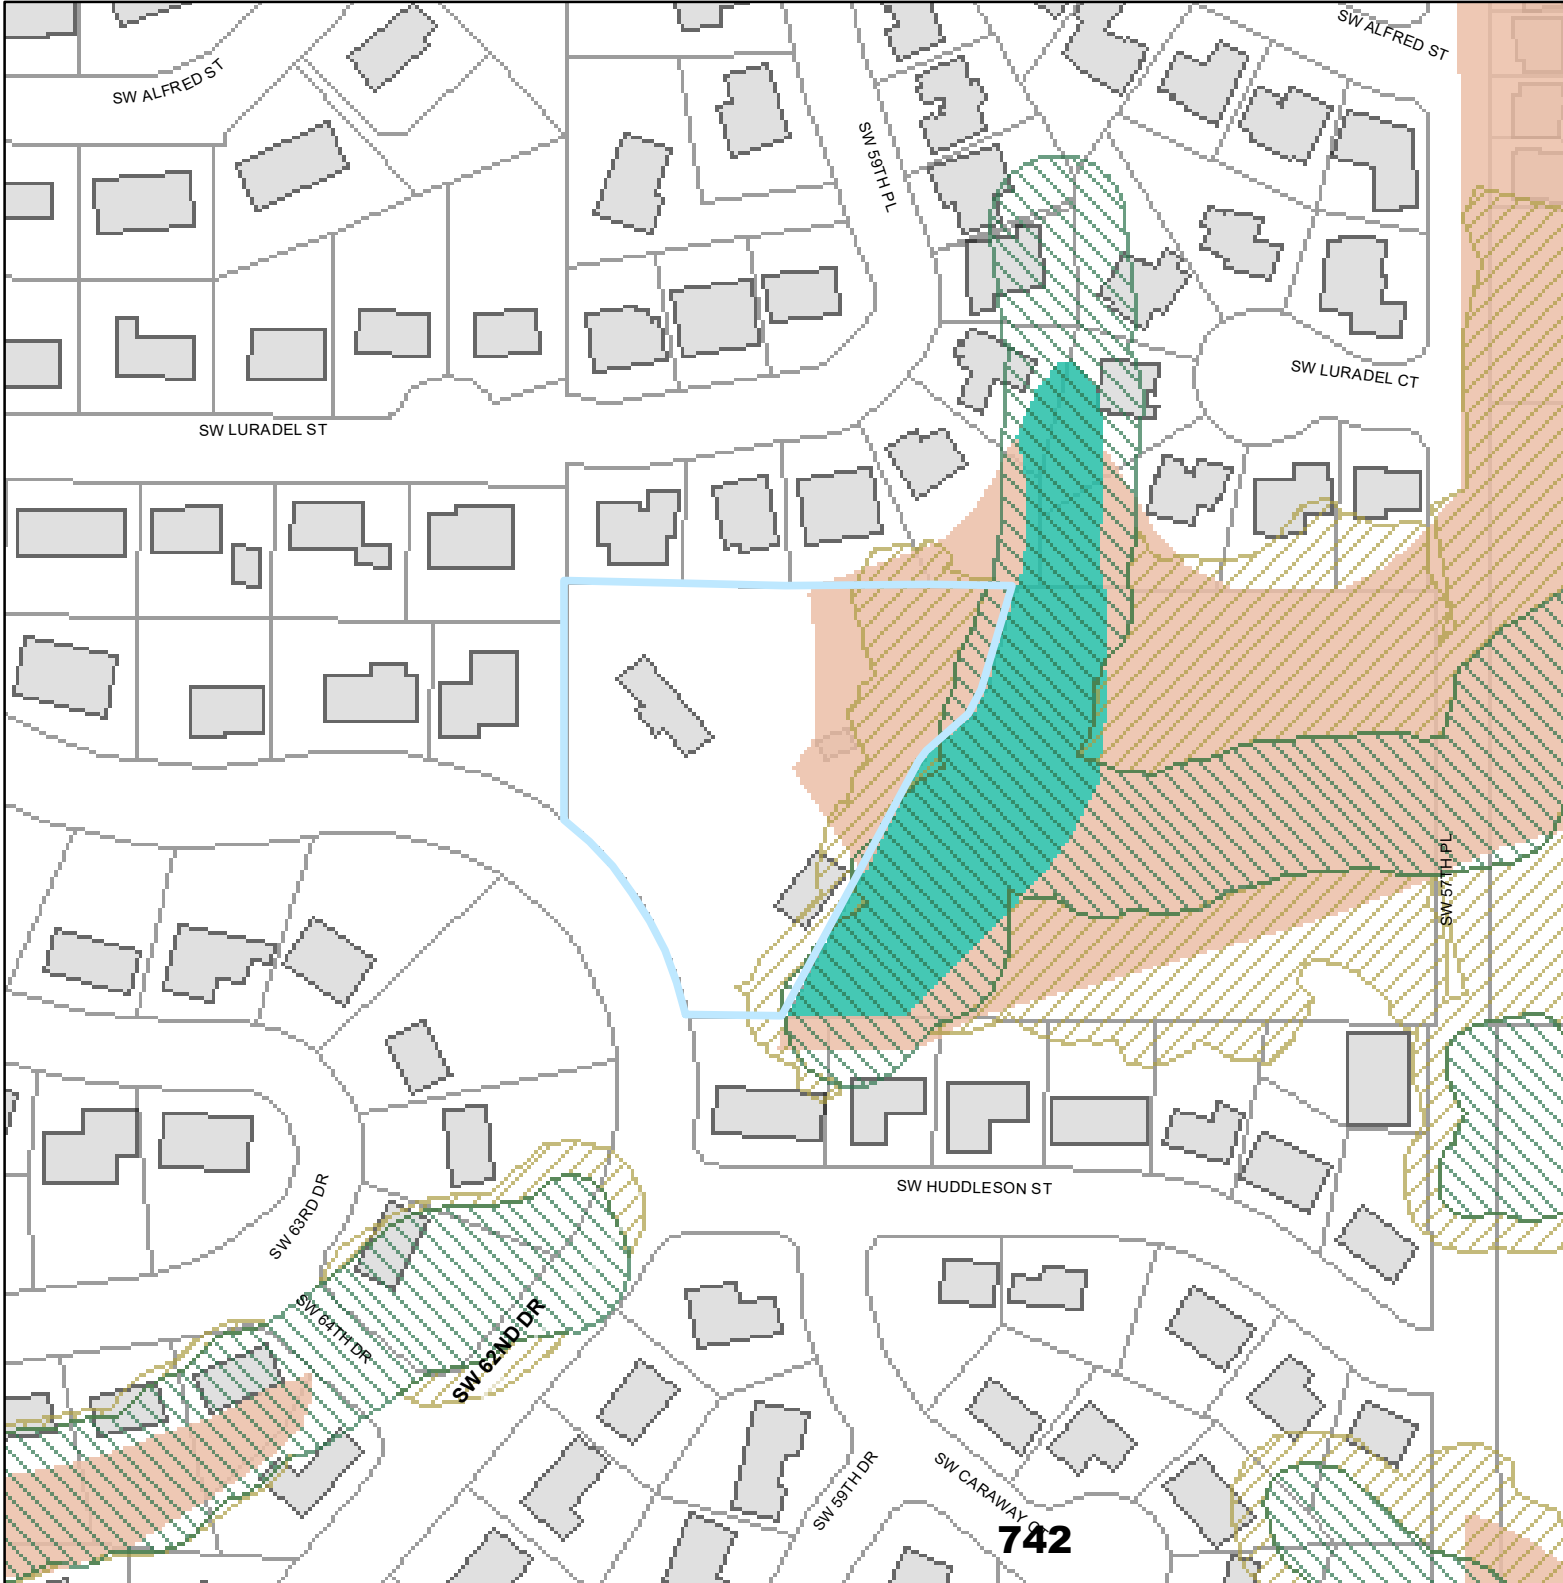 SW ALFRED ST
SW ALFRED ST
SW 59TH PL
SW LURADEL CT
SW LURADEL ST
SW 57TH PL
SW HUDDLESON ST
SW 63RD DR
SW 64TH DR
SW 62ND DR
SW 59TH DR
SW CARAWAY CT
742